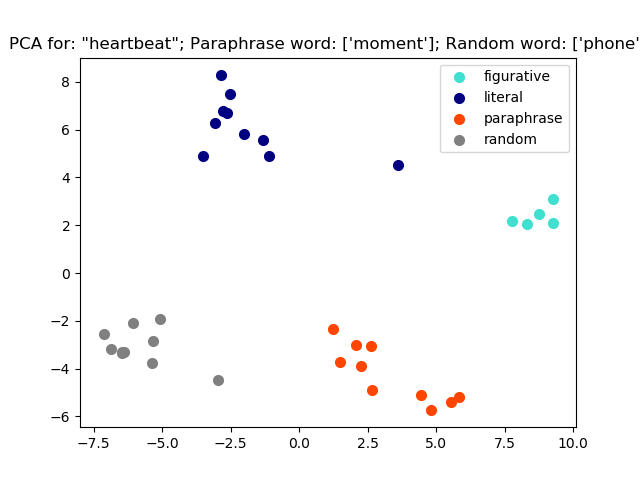 PCA for: "heartbeat"; Paraphrase word: ['moment']; Random word: ['phone'
figurative
literal
paraphrase
random
8
6
4
2
0
−2
−4
−6
−7.5 −5.0 −2.5 0.0 2.5 5.0 7.5 10.0